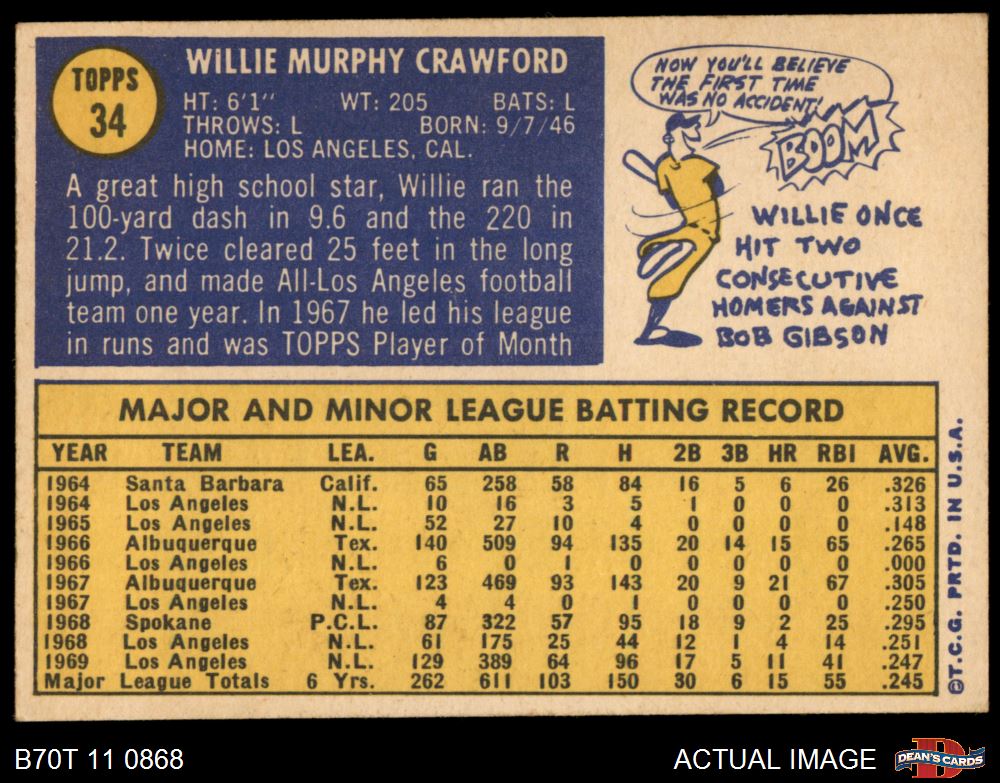 TOPPS
34
WILLIE MURPHY CRAWFORD
HT: 6'1" WT: 205 BATS: L
THROWS: L BORN: 9/7/46
HOME: LOS ANGELES, CAL.
A great high school star, Willie ran the
100-yard dash in 9.6 and the 220 in
21.2. Twice cleared 25 feet in the long
jump, and made All-Los Angeles football
team one year. In 1967 he led his league
in runs and was TOPPS Player of Month
NOW YOU'LL BELIEVE
THE FIRST TIME
WAS NO ACCIDENT!
BOOM
WILLIE ONCE
HIT TWO
CONSECUTIVE
HOMERS AGAINST
BOB GIBSON
MAJOR AND MINOR LEAGUE BATTING RECORD
YEAR TEAM LEA. G AB R H 2B 3B HR RBI AVG.
1964 Santa Barbara Calif. 65 258 58 84 16 5 6 26 .326
1964 Los Angeles N.L. 10 16 3 5 1 0 0 0 .313
1965 Los Angeles N.L. 52 27 10 4 0 0 0 0 .148
1966 Albuquerque Tex. 140 509 94 135 20 14 15 65 .265
1966 Los Angeles N.L. 6 0 1 0 0 0 0 0 .000
1967 Albuquerque Tex. 123 469 93 143 20 9 21 67 .305
1967 Los Angeles N.L. 4 4 0 1 0 0 0 0 .250
1968 Spokane P.C.L. 87 322 57 95 18 9 2 25 .295
1968 Los Angeles N.L. 61 175 25 44 12 1 4 14 .251
1969 Los Angeles N.L. 129 389 64 96 17 5 11 41 .247
Major League Totals 6 Yrs. 262 611 103 150 30 6 15 55 .245
©T.C.G. PRTD. IN U.S.A.
B70T 11 0868
ACTUAL IMAGE
D
DEAN'S CARDS